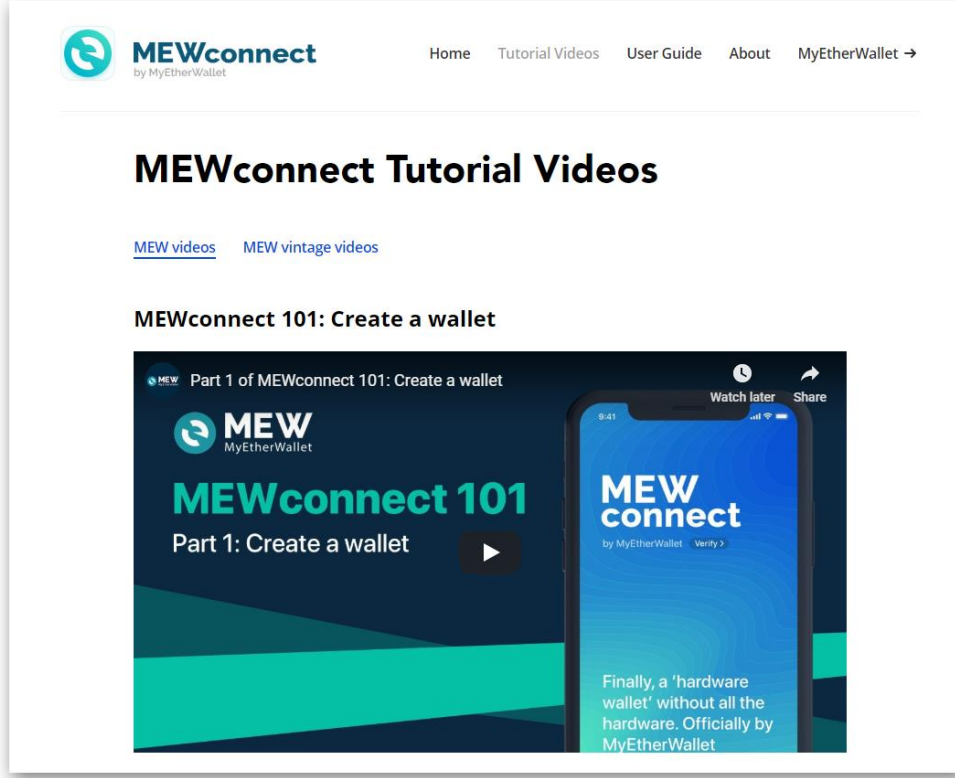 MEWconnect
by MyEtherWallet
Home Tutorial Videos User Guide About MyEtherWallet →
MEWconnect Tutorial Videos
MEW videos MEW vintage videos
MEWconnect 101: Create a wallet
MEW Part 1 of MEWconnect 101: Create a wallet
Watch later Share
MEW
MyEtherWallet
MEWconnect 101
Part 1: Create a wallet
9:41
MEW
connect
by MyEtherWallet Verify >
Finally, a 'hardware
wallet' without all the
hardware. Officially by
MyEtherWallet